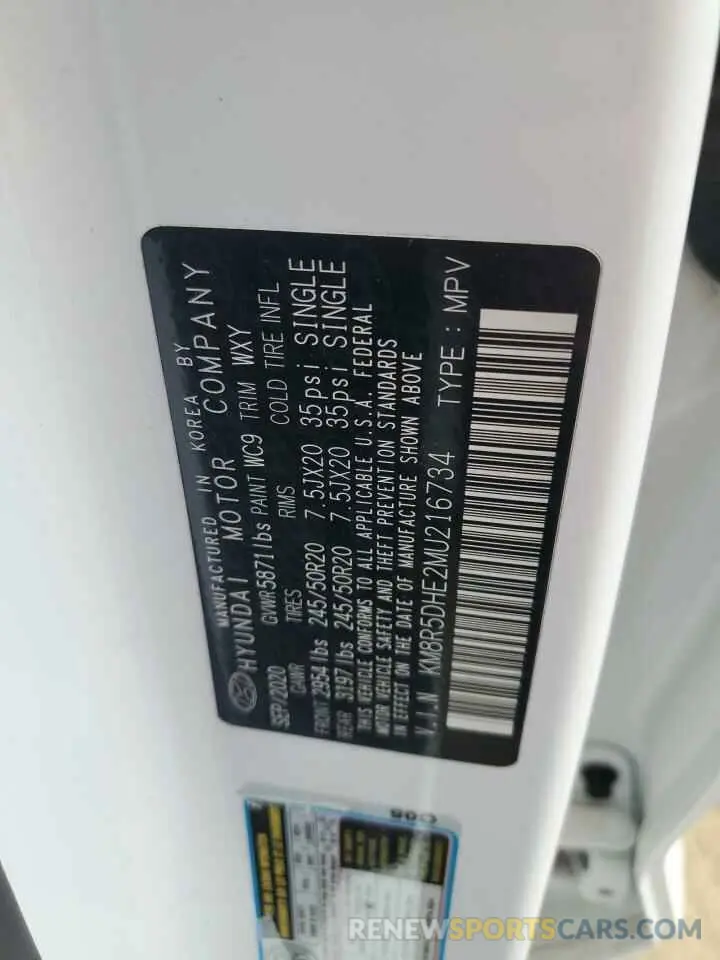 MANUFACTURED IN KOREA BY
HYUNDAI MOTOR COMPANY
SEP/2020 GVWR 5871lbs PAINT WC9 TRIM WXY
GAWR TIRES RIMS COLD TIRE INFL
FRONT 2954lbs 245/50R20 7.5JX20 35psi SINGLE
REAR 3197lbs 245/50R20 7.5JX20 35psi SINGLE
THIS VEHICLE CONFORMS TO ALL APPLICABLE U.S.A. FEDERAL
MOTOR VEHICLE SAFETY AND THEFT PREVENTION STANDARDS
IN EFFECT ON THE DATE OF MANUFACTURE SHOWN ABOVE
V.I.N KM8R5DHE2MU216734 TYPE : MPV
RENEWSPORTSCARS.COM